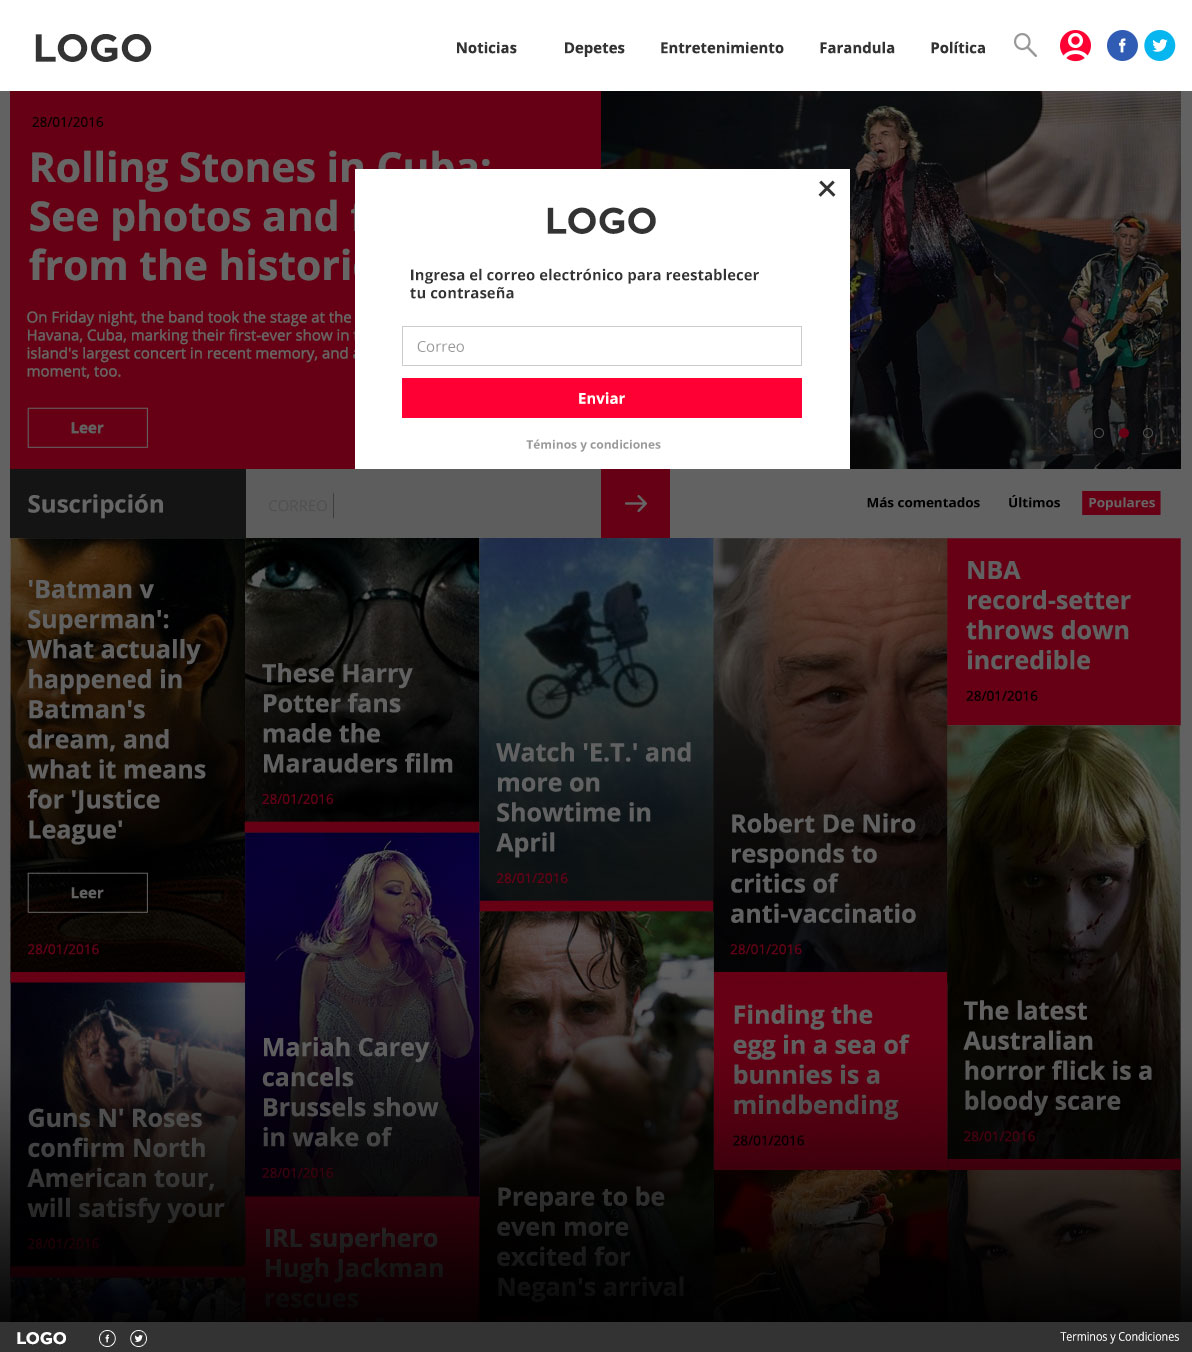 LOGO
Noticias
Depetes
Entretenimiento
Farandula
Política
28/01/2016
Rolling Stones in Cuba:
See photos and
from the histori
On Friday night, the band took the stage at the
Havana, Cuba, marking their first-ever show in
island's largest concert in recent memory, and
moment, too.
Leer
LOGO
Ingresa el correo electrónico para reestablecer
tu contraseña
Correo
Enviar
Téminos y condiciones
Suscripción
CORREO
Más comentados
Últimos
Populares
'Batman v
Superman':
What actually
happened in
Batman's
dream, and
what it means
for 'Justice
League'
Leer
28/01/2016
These Harry
Potter fans
made the
Marauders film
28/01/2016
Watch 'E.T.' and
more on
Showtime in
April
28/01/2016
Robert De Niro
responds to
critics of
anti-vaccinatio
28/01/2016
NBA
record-setter
throws down
incredible
28/01/2016
Guns N' Roses
confirm North
American tour,
will satisfy your
28/01/2016
Mariah Carey
cancels
Brussels show
in wake of
28/01/2016
IRL superhero
Hugh Jackman
rescues
Prepare to be
even more
excited for
Negan's arrival
Finding the
egg in a sea of
bunnies is a
mindbending
28/01/2016
The latest
Australian
horror flick is a
bloody scare
28/01/2016
LOGO
Terminos y Condiciones